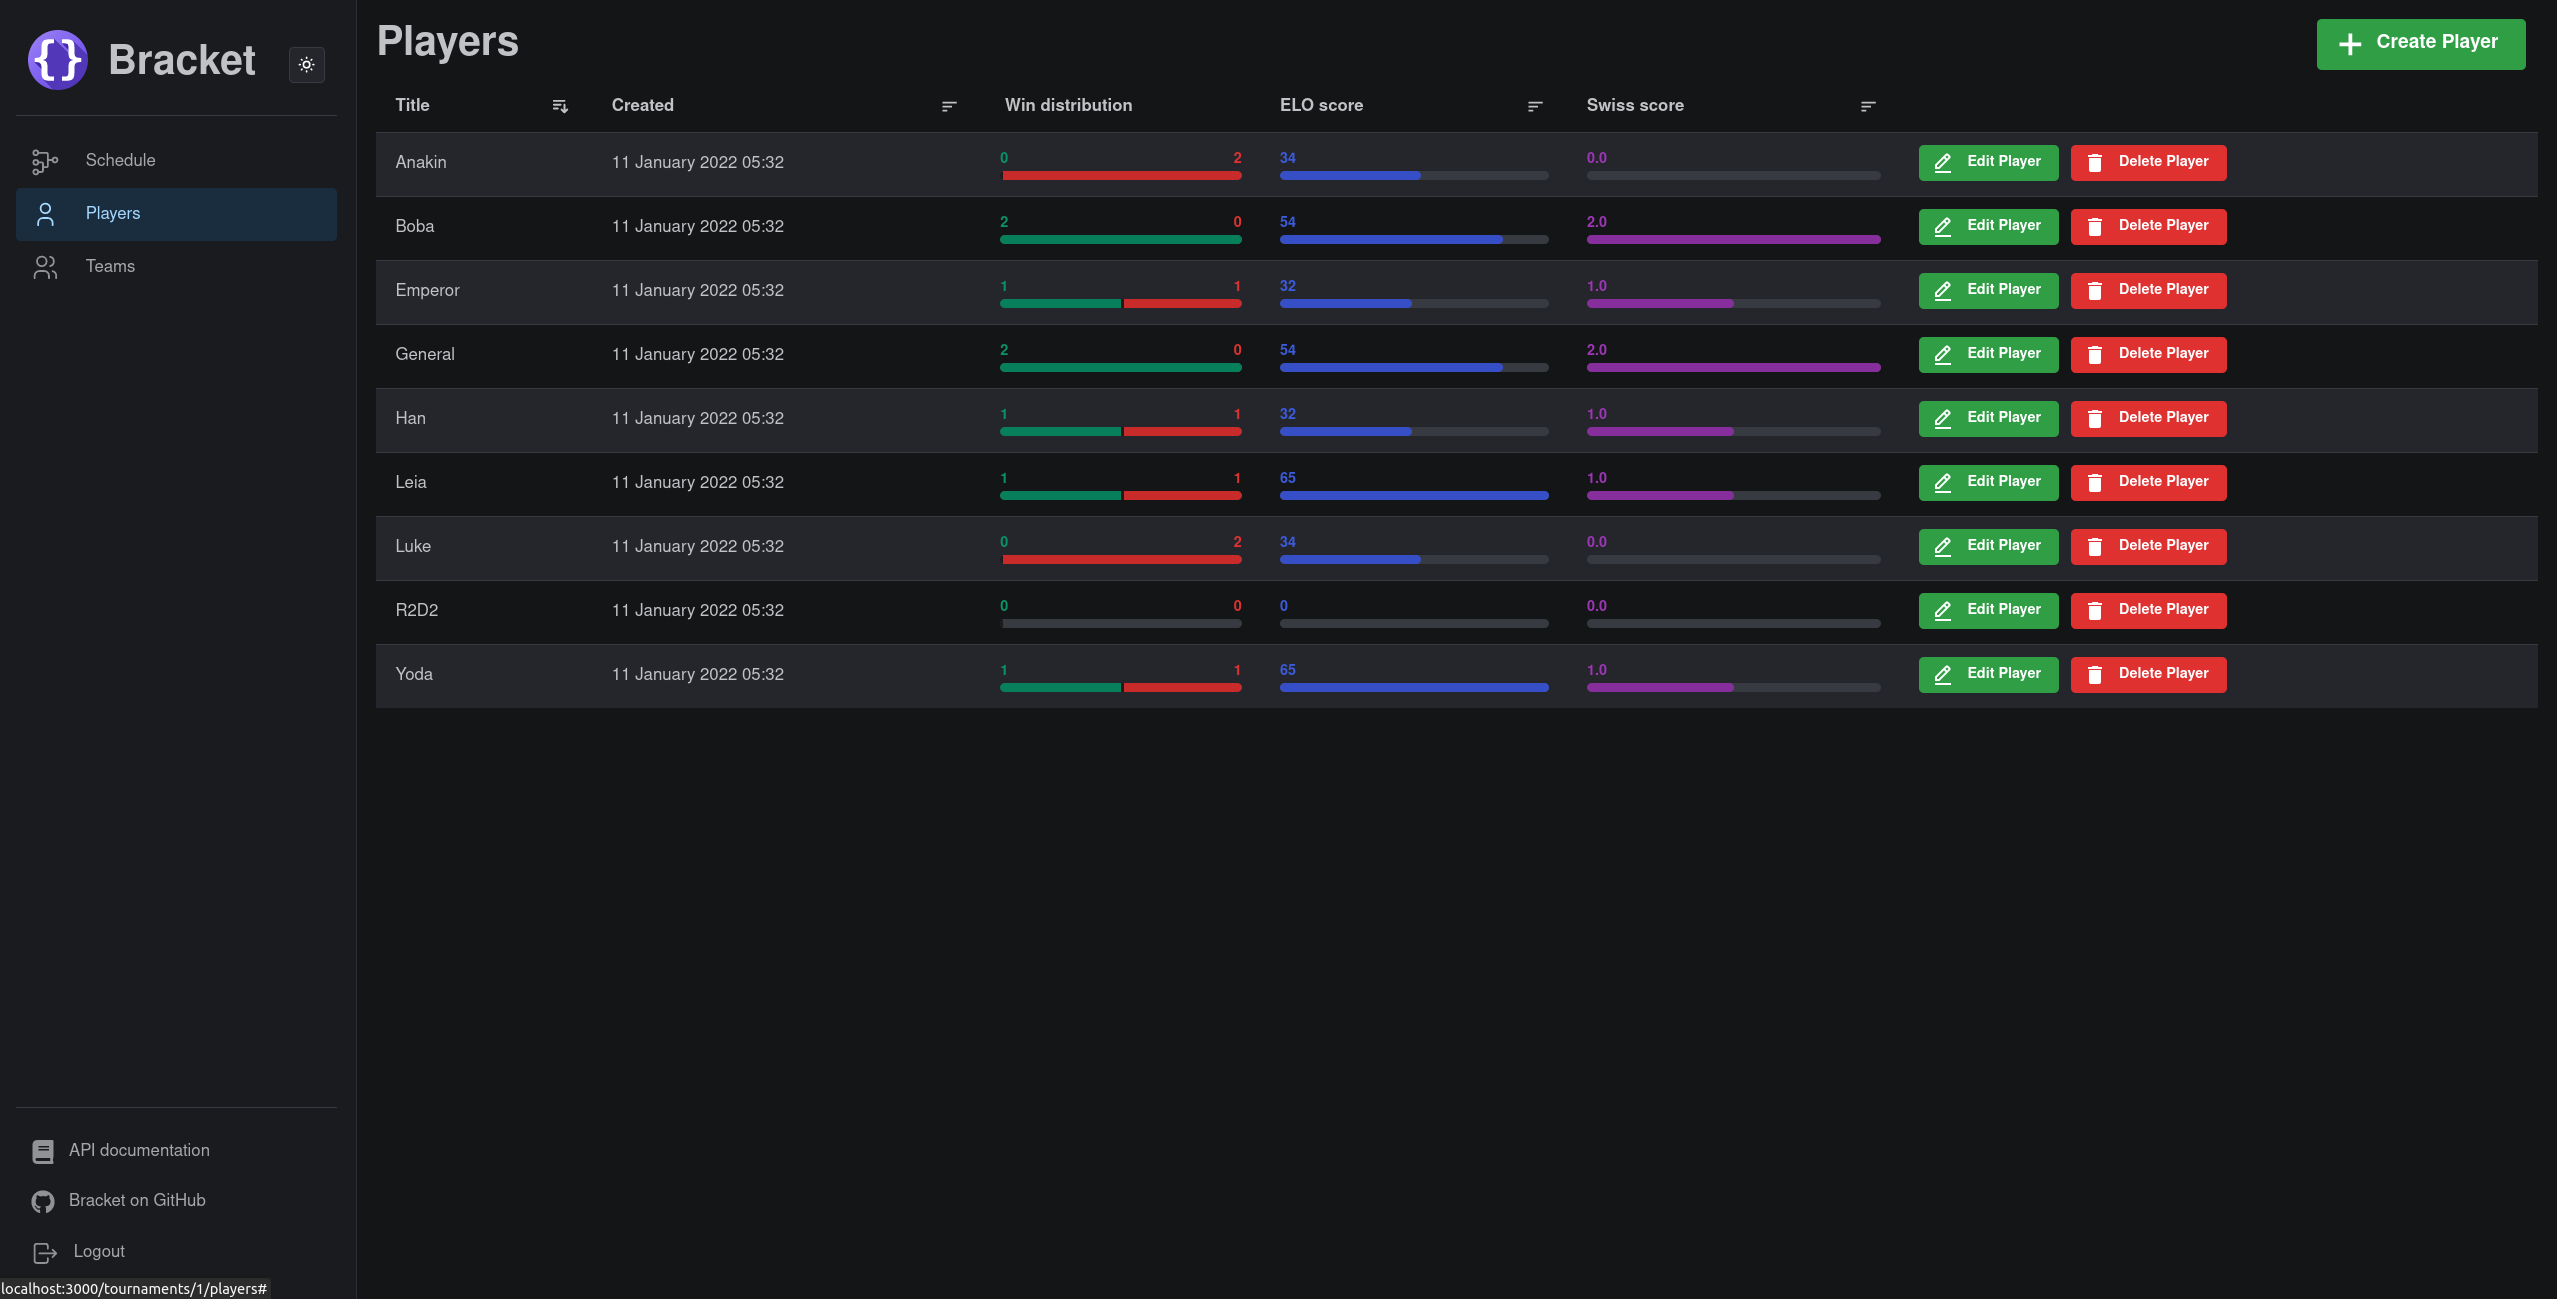 {} Bracket
Players
Create Player
Title Created Win distribution ELO score Swiss score
Schedule
Players
Teams
Anakin 11 January 2022 05:32 0 2 34 0.0 Edit Player Delete Player
Boba 11 January 2022 05:32 2 0 54 2.0 Edit Player Delete Player
Emperor 11 January 2022 05:32 1 1 32 1.0 Edit Player Delete Player
General 11 January 2022 05:32 2 0 54 2.0 Edit Player Delete Player
Han 11 January 2022 05:32 1 1 32 1.0 Edit Player Delete Player
Leia 11 January 2022 05:32 1 1 65 1.0 Edit Player Delete Player
Luke 11 January 2022 05:32 0 2 34 0.0 Edit Player Delete Player
R2D2 11 January 2022 05:32 0 0 0 0.0 Edit Player Delete Player
Yoda 11 January 2022 05:32 1 1 65 1.0 Edit Player Delete Player
API documentation
Bracket on GitHub
Logout
localhost:3000/tournaments/1/players#